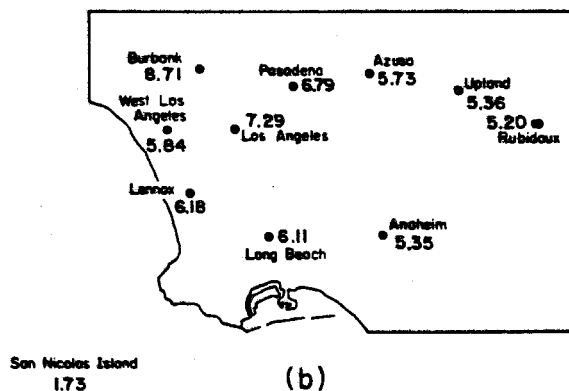 Burbank
8.71
Pasadena
6.79
Azusa
5.73
Upland
5.36
5.20
Rubidoux
West Los
Angeles
5.84
7.29
Los Angeles
Lennox
6.18
6.11
Long Beach
Anaheim
5.35
San Nicolas Island
1.73
(b)